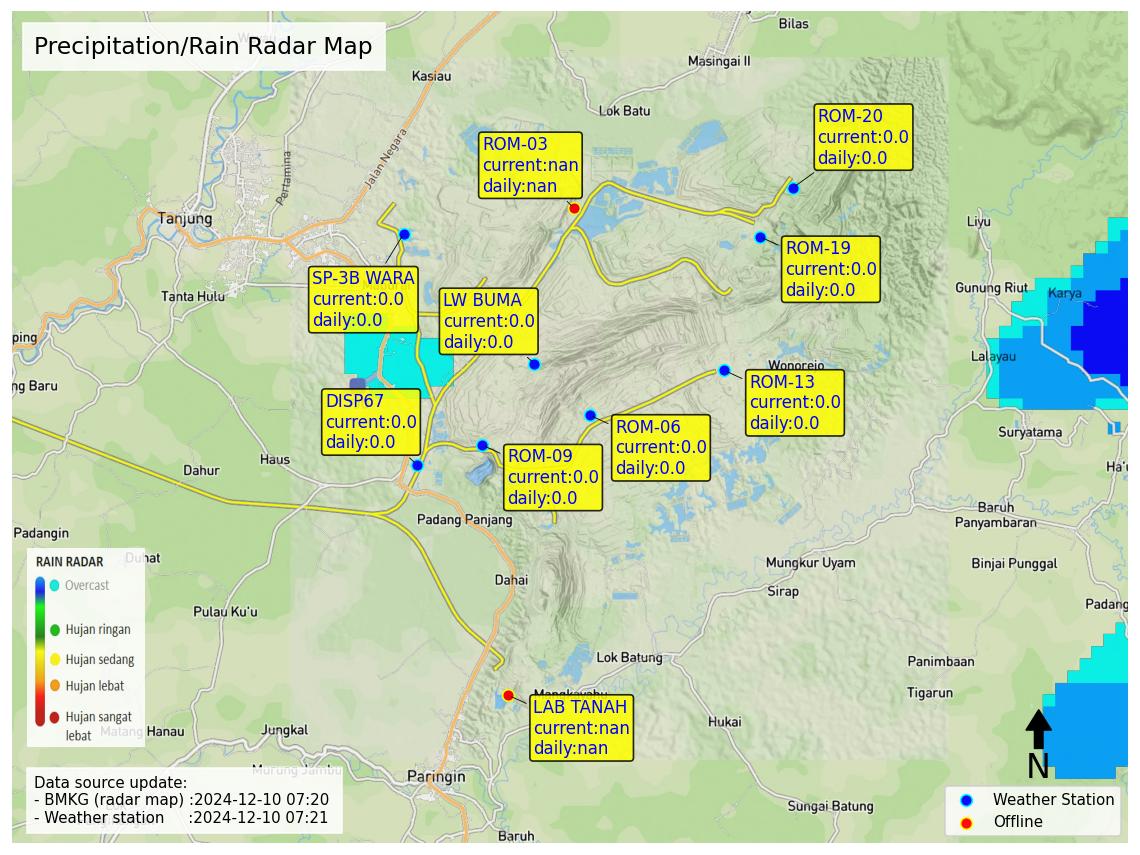 Precipitation/Rain Radar Map
Bilas
Masingai II
Kasiau
Lok Batu
Jalan Negara
Pertamina
Tanjung
Tanta Hulu
ping
ng Baru
ROM-20
current:0.0
daily:0.0
ROM-03
current:nan
daily:nan
ROM-19
current:0.0
daily:0.0
SP-3B WARA
current:0.0
daily:0.0
LW BUMA
current:0.0
daily:0.0
Liyu
Gunung Riut
Karya
Lalayau
Wonorejo
ROM-13
current:0.0
daily:0.0
DISP67
current:0.0
daily:0.0
ROM-06
current:0.0
daily:0.0
ROM-09
current:0.0
daily:0.0
Suryatama
Ha'u
Haus
Dahur
Baruh
Panyambaran
Padang Panjang
Padangin
Duhat
Mungkur Uyam
Binjai Punggal
Dahai
Sirap
Padang
Pulau Ku'u
Lok Batung
Panimbaan
Tigarun
Mangkayahu
LAB TANAH
current:nan
daily:nan
Hukai
Jungkal
Matang Hanau
Murung Jambu
Paringin
Sungai Batung
Baruh
RAIN RADAR
Overcast
Hujan ringan
Hujan sedang
Hujan lebat
Hujan sangat
lebat
Data source update:
- BMKG (radar map) :2024-12-10 07:20
- Weather station :2024-12-10 07:21
N
Weather Station
Offline